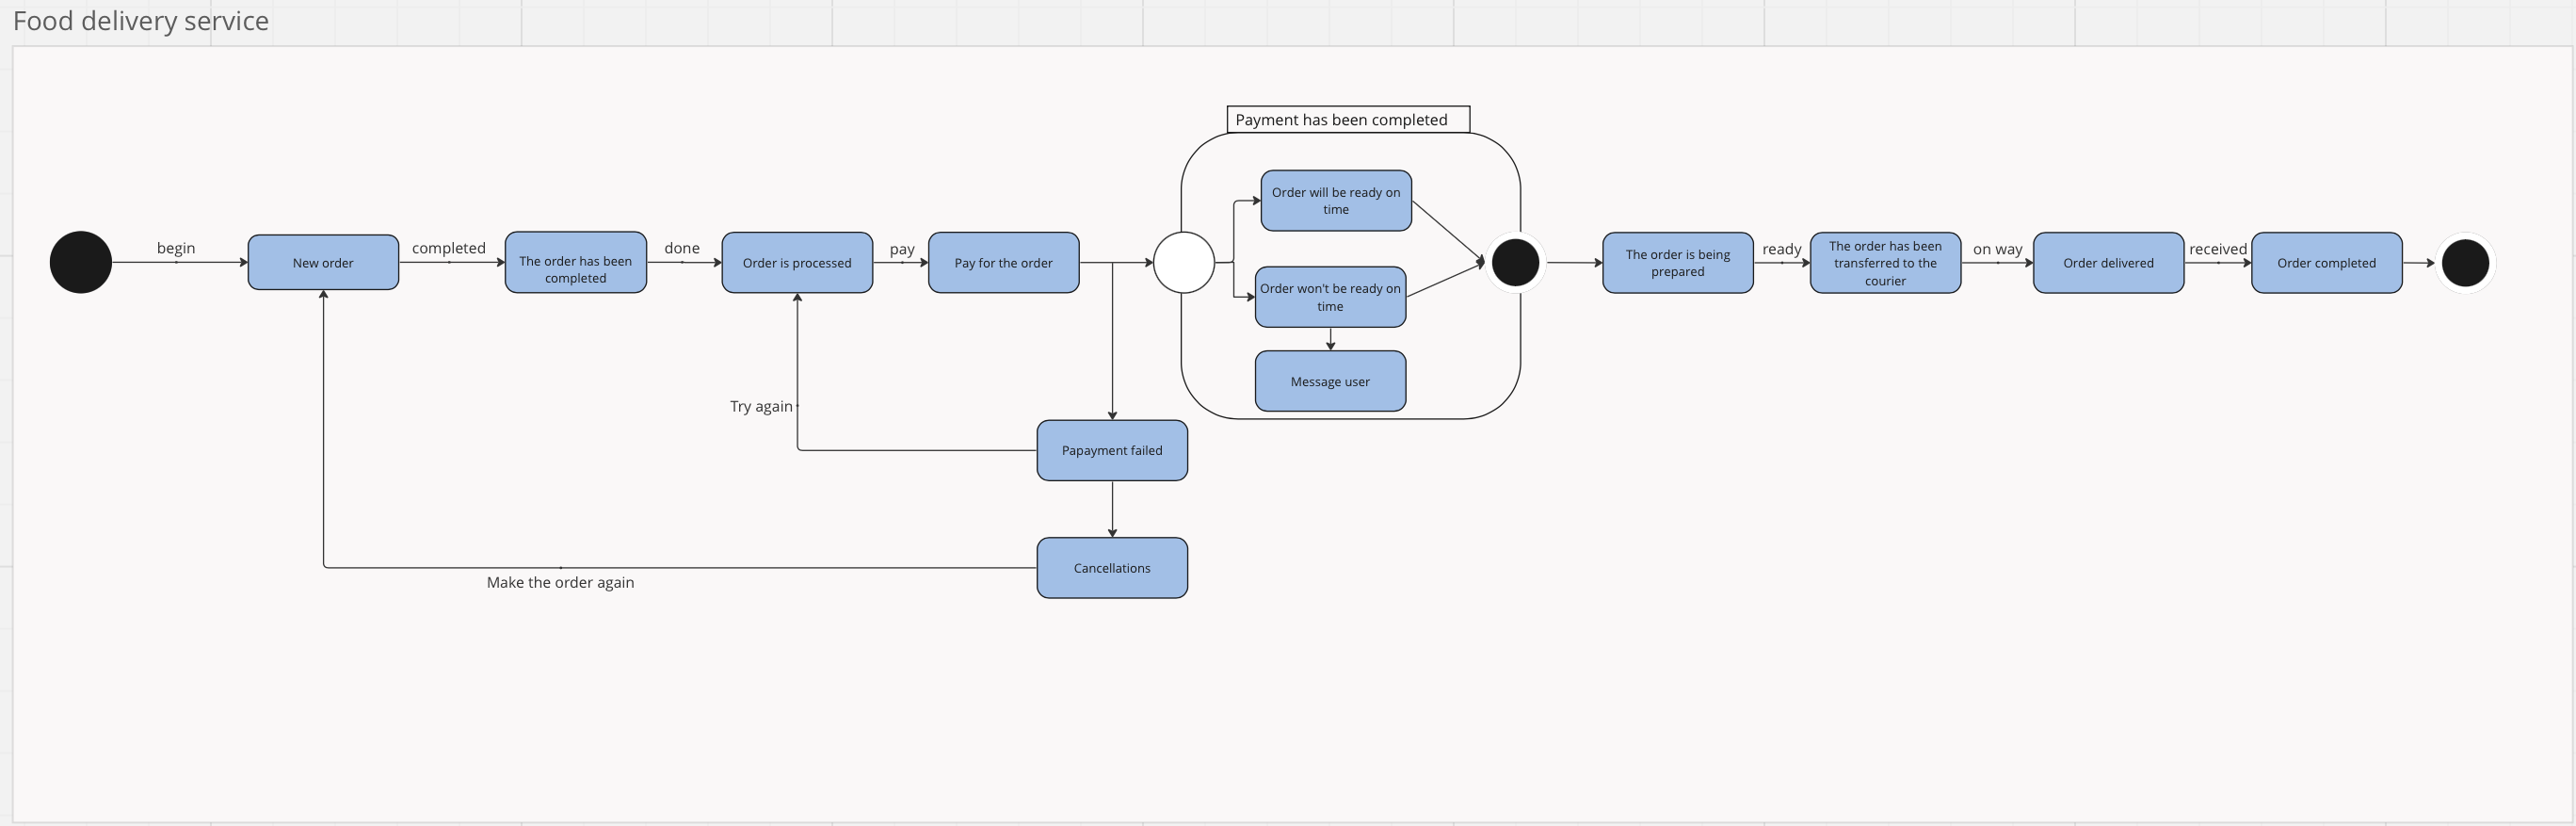 Food delivery service
Payment has been completed
begin
New order
completed
The order has been
completed
done
Order is processed
pay
Pay for the order
Order will be ready on
time
Order won't be ready on
time
Message user
The order is being
prepared
ready
The order has been
transferred to the
courier
on way
Order delivered
received
Order completed
Try again
Papayment failed
Cancellations
Make the order again